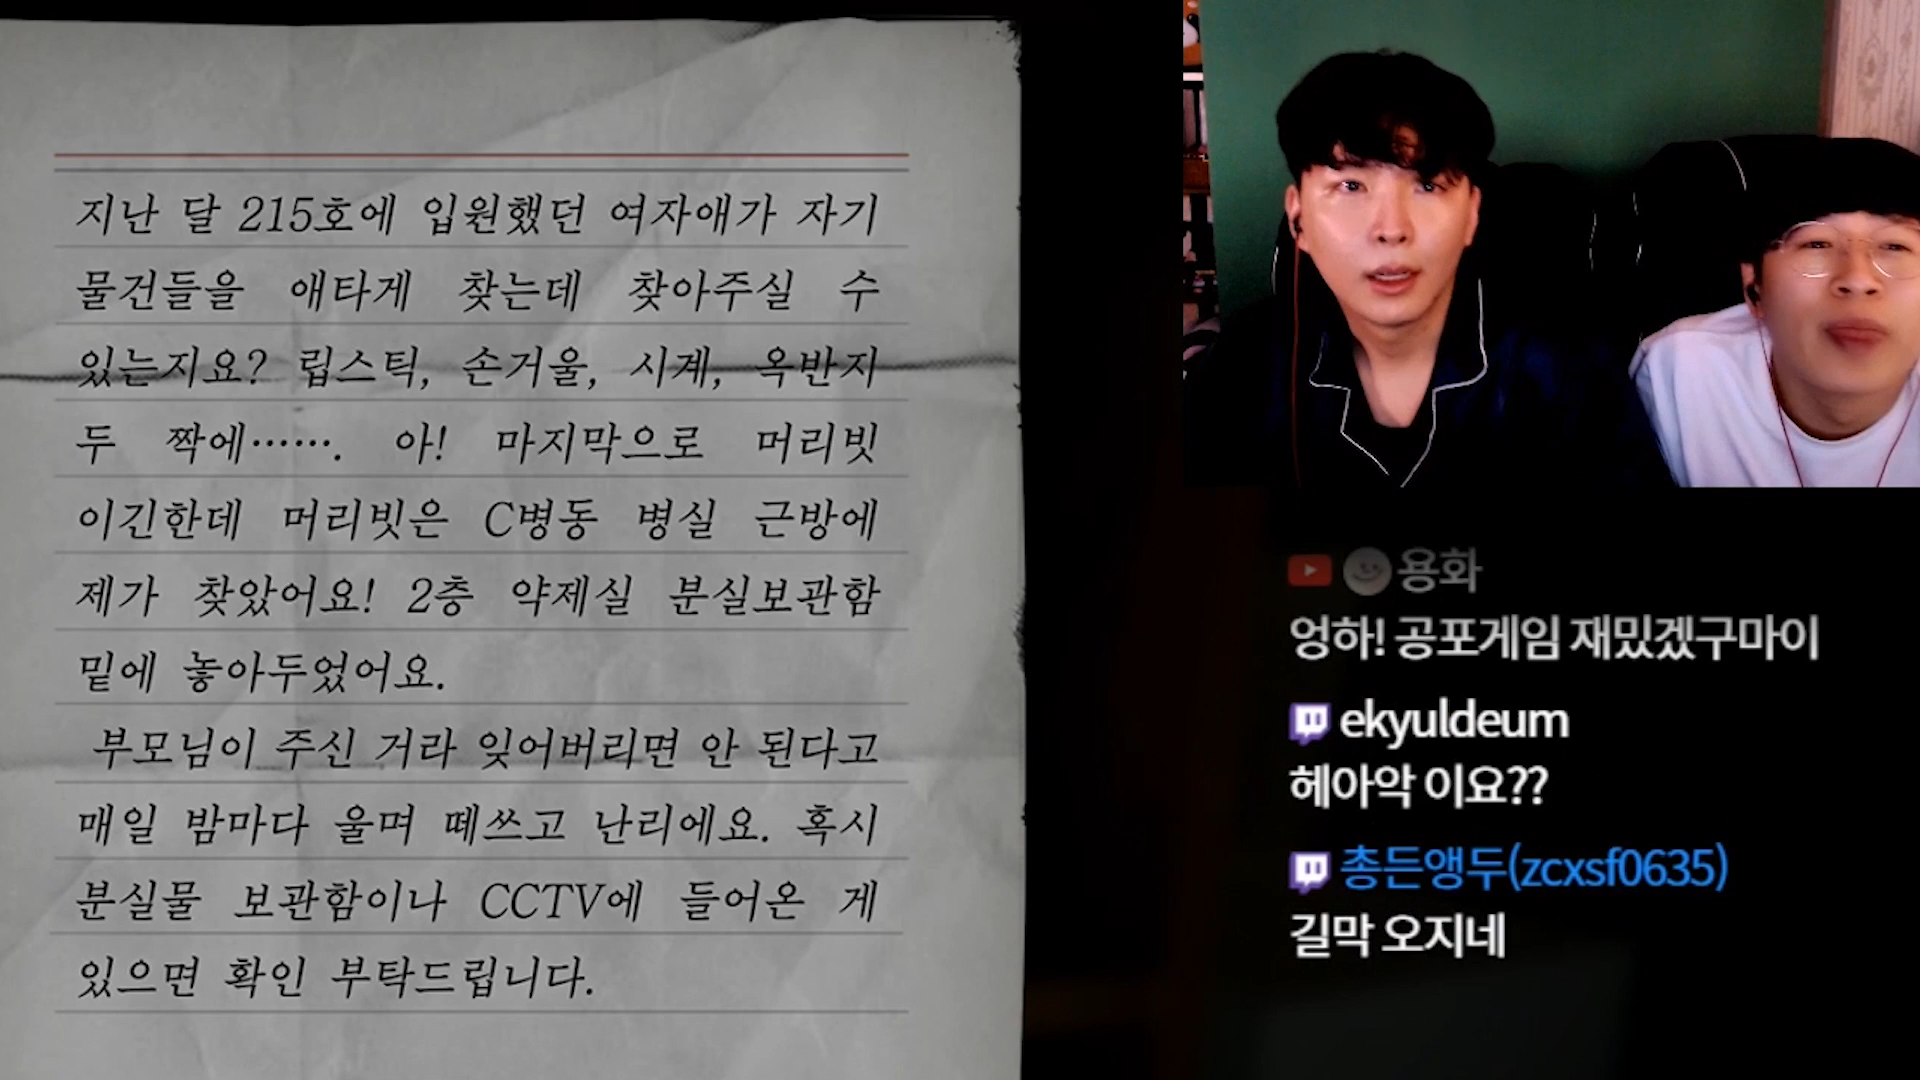 지난 달 215호에 입원했던 여자애가 자기
물건들을 애타게 찾는데 찾아주실 수
있는지요? 립스틱, 손거울, 시계, 옥반지
두 짝에……. 아! 마지막으로 머리빗
이긴한데 머리빗은 C병동 병실 근방에
제가 찾았어요! 2층 약제실 분실보관함
밑에 놓아두었어요.
부모님이 주신 거라 잊어버리면 안 된다고
매일 밤마다 울며 떼쓰고 난리에요. 혹시
분실물 보관함이나 CCTV에 들어온 게
있으면 확인 부탁드립니다.
용화
엉하! 공포게임 재밌겠구마이
ekyuldeum
헤아악 이요??
총든앵두(zcxsf0635)
길막 오지네